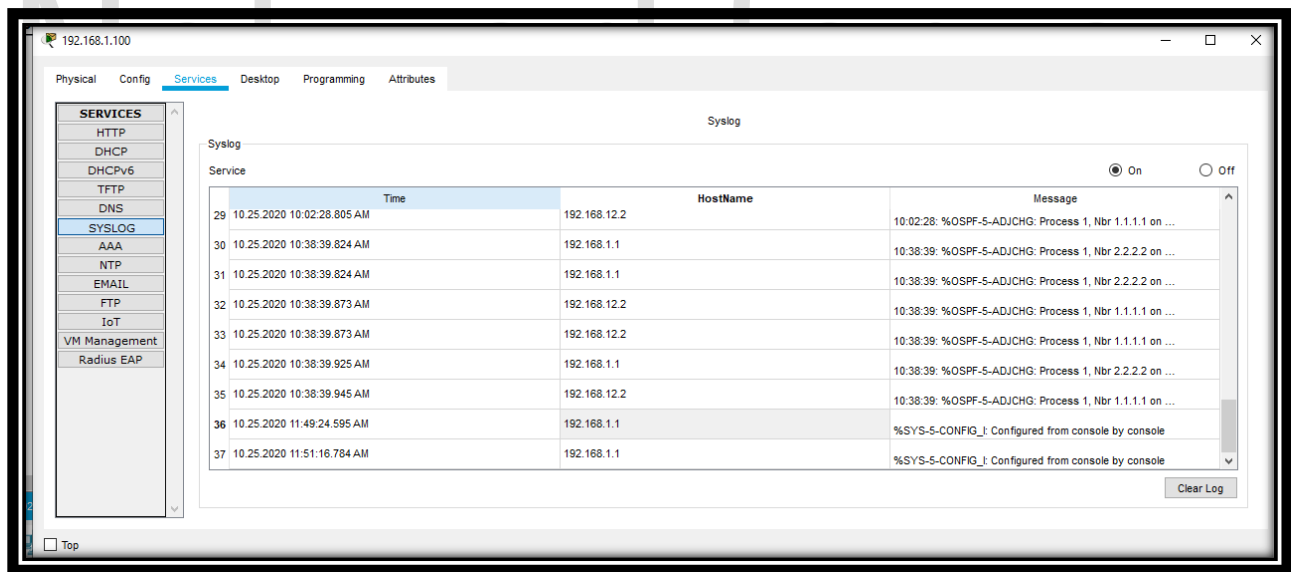 192.168.1.100
Physical Config Services Desktop Programming Attributes
SERVICES
HTTP
DHCP
DHCPv6
TFTP
DNS
SYSLOG
AAA
NTP
EMAIL
FTP
IoT
VM Management
Radius EAP
Syslog
Syslog
Service On Off
Time HostName Message
29 10.25.2020 10:02:28.805 AM 192.168.12.2 10:02:28: %OSPF-5-ADJCHG: Process 1, Nbr 1.1.1.1 on ...
30 10.25.2020 10:38:39.824 AM 192.168.1.1 10:38:39: %OSPF-5-ADJCHG: Process 1, Nbr 2.2.2.2 on ...
31 10.25.2020 10:38:39.824 AM 192.168.1.1 10:38:39: %OSPF-5-ADJCHG: Process 1, Nbr 2.2.2.2 on ...
32 10.25.2020 10:38:39.873 AM 192.168.12.2 10:38:39: %OSPF-5-ADJCHG: Process 1, Nbr 1.1.1.1 on ...
33 10.25.2020 10:38:39.873 AM 192.168.12.2 10:38:39: %OSPF-5-ADJCHG: Process 1, Nbr 1.1.1.1 on ...
34 10.25.2020 10:38:39.925 AM 192.168.1.1 10:38:39: %OSPF-5-ADJCHG: Process 1, Nbr 2.2.2.2 on ...
35 10.25.2020 10:38:39.945 AM 192.168.12.2 10:38:39: %OSPF-5-ADJCHG: Process 1, Nbr 1.1.1.1 on ...
36 10.25.2020 11:49:24.595 AM 192.168.1.1 %SYS-5-CONFIG_I: Configured from console by console
37 10.25.2020 11:51:16.784 AM 192.168.1.1 %SYS-5-CONFIG_I: Configured from console by console
Clear Log
Top